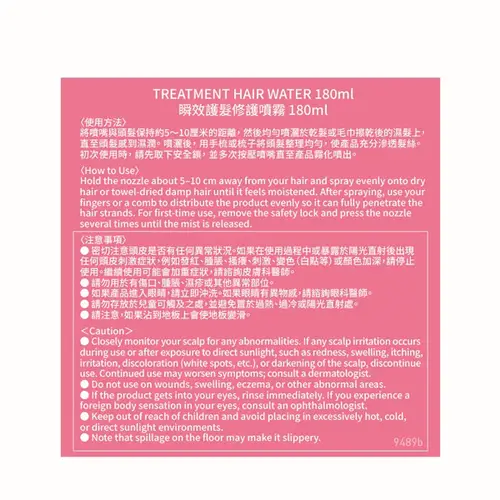 TREATMENT HAIR WATER 180ml
瞬效護髮修護噴霧 180ml
〈使用方法〉
將噴嘴與頭髮保持約5～10厘米的距離，然後均勻噴灑於乾髮或毛巾擦乾後的濕髮上，
直至頭髮感到濕潤。噴灑後，用手梳或梳子將頭髮整理均勻，使產品充分滲透髮絲。
初次使用時，請先取下安全鎖，並多次按壓噴嘴直至產品霧化噴出。
〈How to Use〉
Hold the nozzle about 5–10 cm away from your hair and spray evenly onto dry
hair or towel-dried damp hair until it feels moistened. After spraying, use your
fingers or a comb to distribute the product evenly so it can fully penetrate the
hair strands. For first-time use, remove the safety lock and press the nozzle
several times until the mist is released.
〈注意事項〉
● 密切注意頭皮是否有任何異常狀況。如果在使用過程中或暴露於陽光直射後出現
任何頭皮刺激症狀，例如發紅、腫脹、搔癢、刺激、變色（白點等）或顏色加深，請停止
使用。繼續使用可能會加重症狀，請諮詢皮膚科醫師。
● 請勿用於有傷口、腫脹、濕疹或其他異常部位。
● 如果產品進入眼睛，請立即沖洗。如果眼睛有異物感，請諮詢眼科醫師。
● 請勿存放於兒童可觸及之處，並避免置於過熱、過冷或陽光直射處。
● 請注意，如果沾到地板上會使地板變滑。
<Caution>
● Closely monitor your scalp for any abnormalities. If any scalp irritation occurs
during use or after exposure to direct sunlight, such as redness, swelling, itching,
irritation, discoloration (white spots, etc.), or darkening of the scalp, discontinue
use. Continued use may worsen symptoms; consult a dermatologist.
● Do not use on wounds, swelling, eczema, or other abnormal areas.
● If the product gets into your eyes, rinse immediately. If you experience a
foreign body sensation in your eyes, consult an ophthalmologist.
● Keep out of reach of children and avoid placing in excessively hot, cold,
or direct sunlight environments.
● Note that spillage on the floor may make it slippery.
9489b